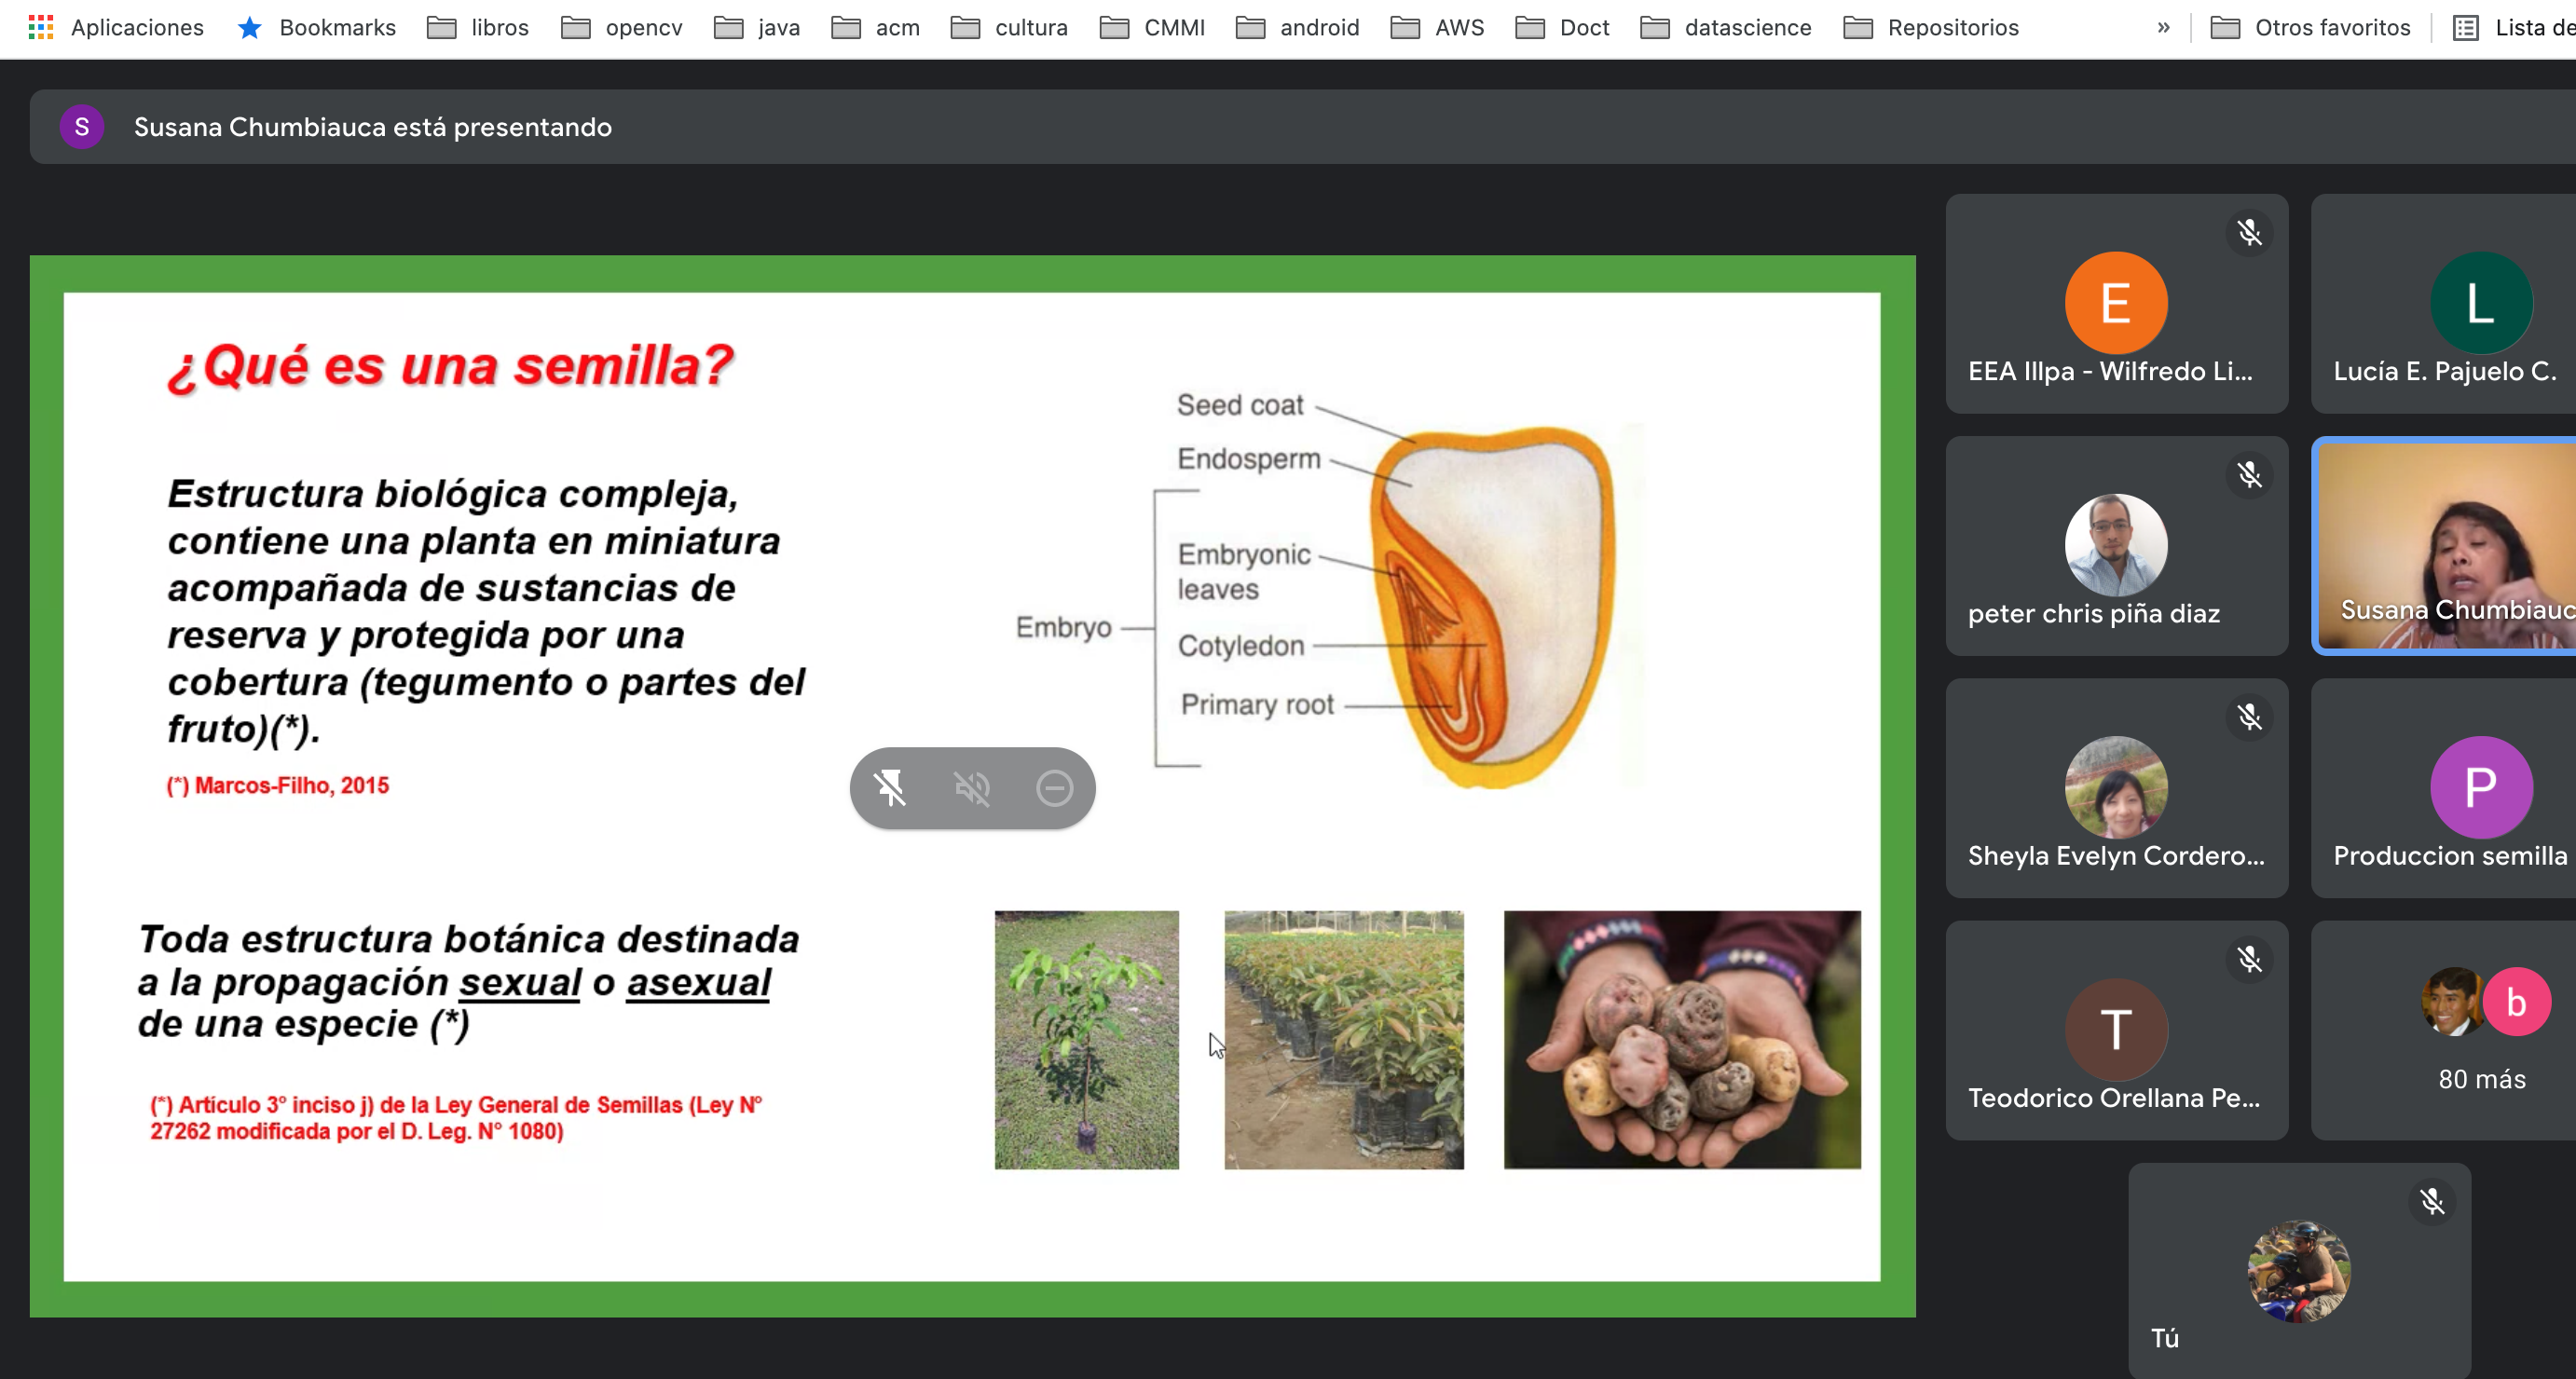 Aplicaciones Bookmarks libros opencv java acm cultura CMMI android AWS Doct datascience Repositorios » Otros favoritos Lista de
S Susana Chumbiauca está presentando
¿Qué es una semilla?
Estructura biológica compleja,
contiene una planta en miniatura
acompañada de sustancias de
reserva y protegida por una
cobertura (tegumento o partes del
fruto)(*).
(*) Marcos-Filho, 2015
Seed coat
Endosperm
Embryonic
leaves
Embryo
Cotyledon
Primary root
Toda estructura botánica destinada
a la propagación sexual o asexual
de una especie (*)
(*) Artículo 3° inciso j) de la Ley General de Semillas (Ley N°
27262 modificada por el D. Leg. N° 1080)
E
EEA Illpa - Wilfredo Li...
L
Lucía E. Pajuelo C.
peter chris piña diaz
Susana Chumbiauc
Sheyla Evelyn Cordero...
P
Produccion semilla
T
Teodorico Orellana Pe...
b
80 más
Tú